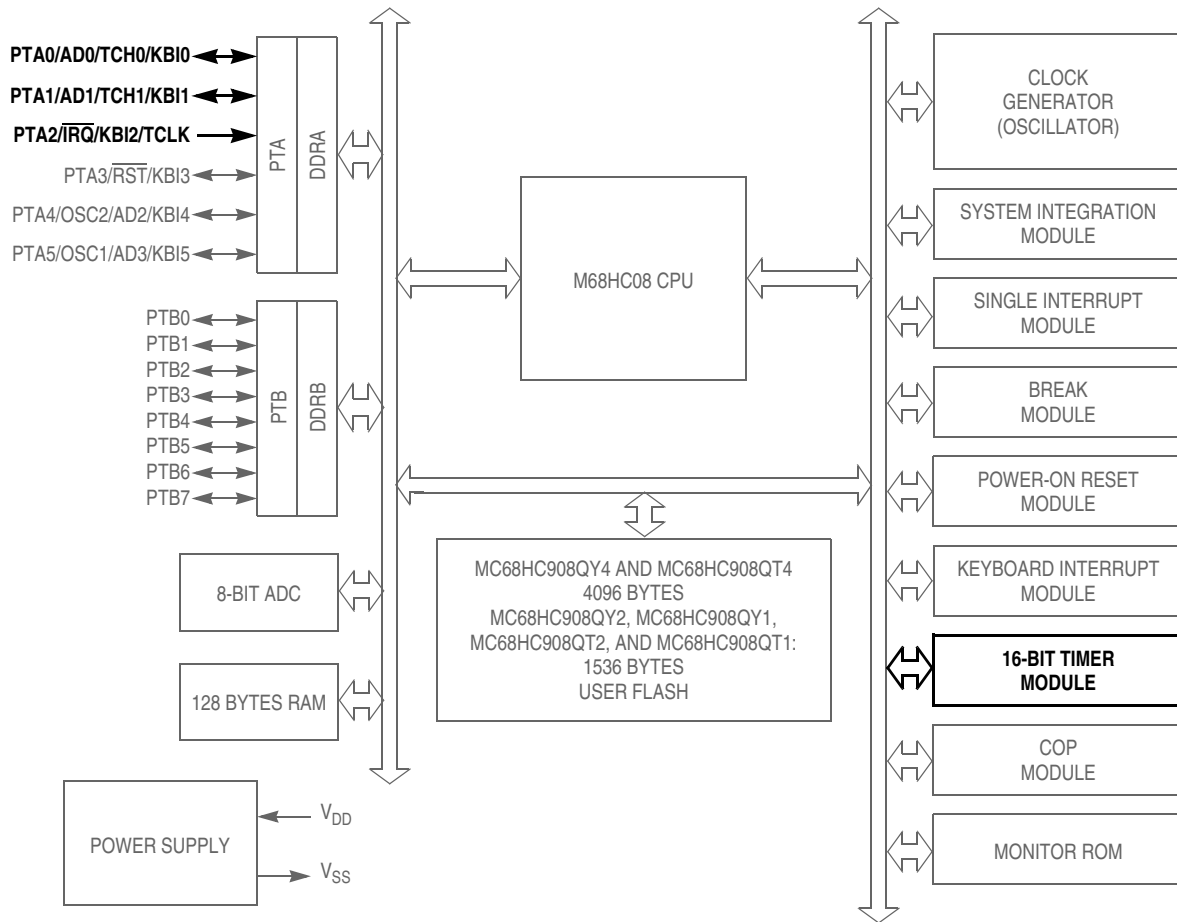 PTA0/AD0/TCH0/KBI0
PTA1/AD1/TCH1/KBI1
PTA2/IRQ/KBI2/TCLK
PTA3/RST/KBI3
PTA4/OSC2/AD2/KBI4
PTA5/OSC1/AD3/KBI5
PTA
DDRA
PTB0
PTB1
PTB2
PTB3
PTB4
PTB5
PTB6
PTB7
PTB
DDRB
8-BIT ADC
128 BYTES RAM
POWER SUPPLY
VDD
VSS
M68HC08 CPU
MC68HC908QY4 AND MC68HC908QT4
4096 BYTES
MC68HC908QY2, MC68HC908QY1,
MC68HC908QT2, AND MC68HC908QT1:
1536 BYTES
USER FLASH
CLOCK
GENERATOR
(OSCILLATOR)
SYSTEM INTEGRATION
MODULE
SINGLE INTERRUPT
MODULE
BREAK
MODULE
POWER-ON RESET
MODULE
KEYBOARD INTERRUPT
MODULE
16-BIT TIMER
MODULE
COP
MODULE
MONITOR ROM